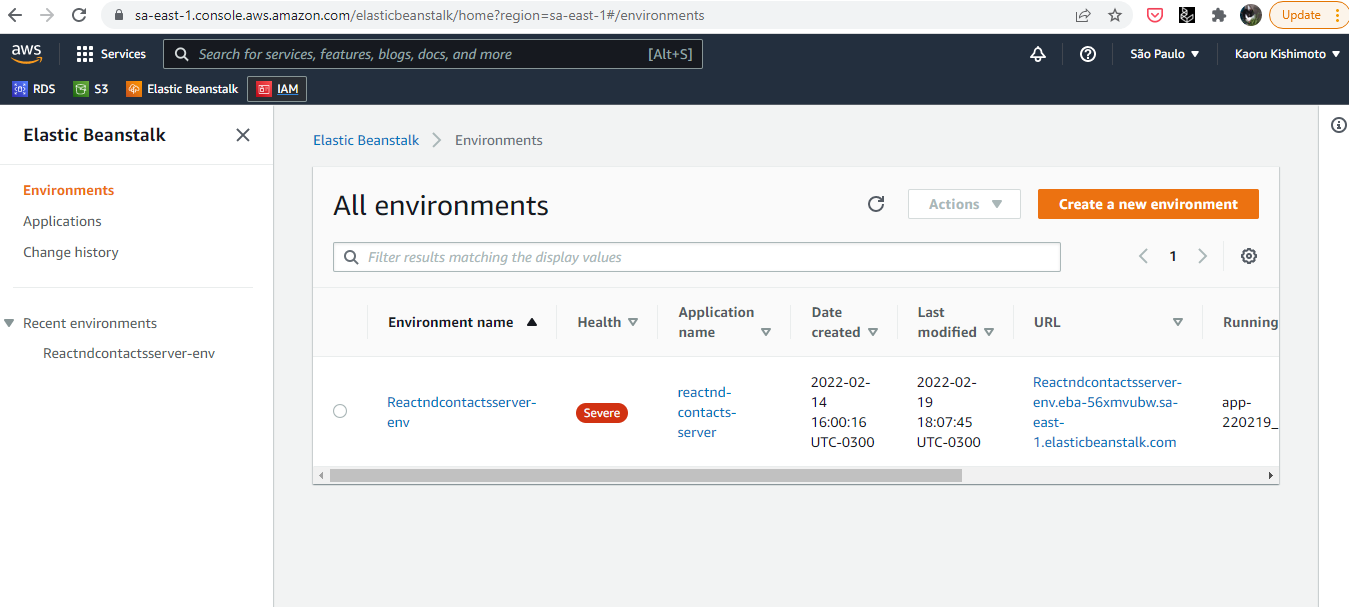 sa-east-1.console.aws.amazon.com/elasticbeanstalk/home?region=sa-east-1#/environments
Update
aws
Services
Search for services, features, blogs, docs, and more
[Alt+S]
São Paulo
Kaoru Kishimoto
RDS
S3
Elastic Beanstalk
IAM
Elastic Beanstalk
Environments
Applications
Change history
Recent environments
Reactndcontactsserver-env
Elastic Beanstalk
Environments
All environments
Actions
Create a new environment
Filter results matching the display values
1
Environment name
Health
Application
name
Date
created
Last
modified
URL
Running
Reactndcontactsserver-
env
Severe
reactnd-
contacts-
server
2022-02-
14
16:00:16
UTC-0300
2022-02-
19
18:07:45
UTC-0300
Reactndcontactsserver-
env.eba-56xmvubw.sa-
east-
1.elasticbeanstalk.com
app-
220219_